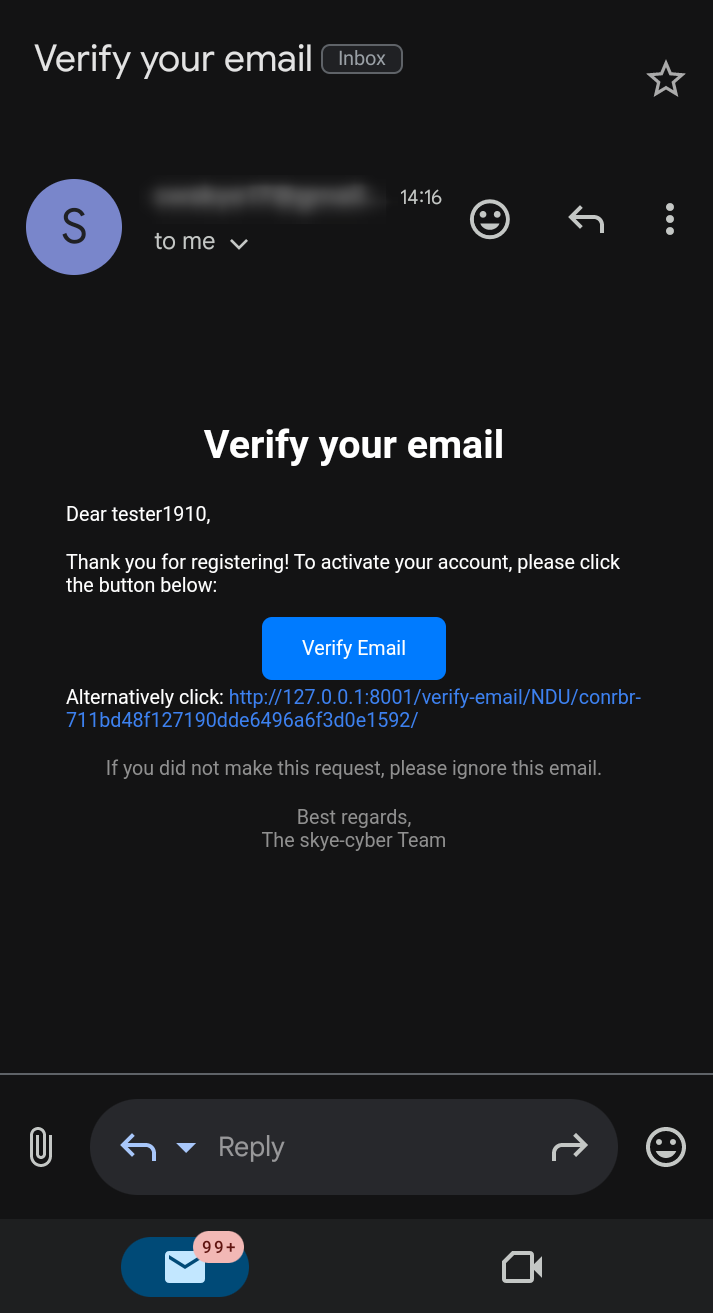 Verify your email Inbox
S
14:16
to me
Verify your email
Dear tester1910,
Thank you for registering! To activate your account, please click
the button below:
Verify Email
Alternatively click: http://127.0.0.1:8001/verify-email/NDU/conrbr-
711bd48f127190dde6496a6f3d0e1592/
If you did not make this request, please ignore this email.
Best regards,
The skye-cyber Team
Reply
99+